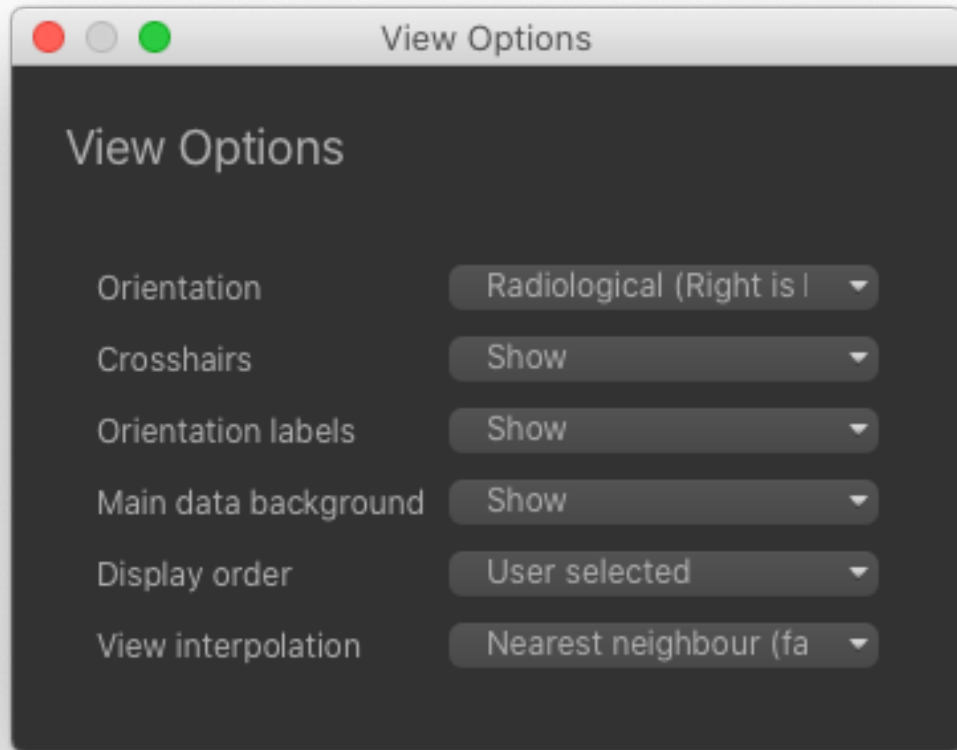 View Options
View Options
Orientation Radiological (Right is
Crosshairs Show
Orientation labels Show
Main data background Show
Display order User selected
View interpolation Nearest neighbour (fa